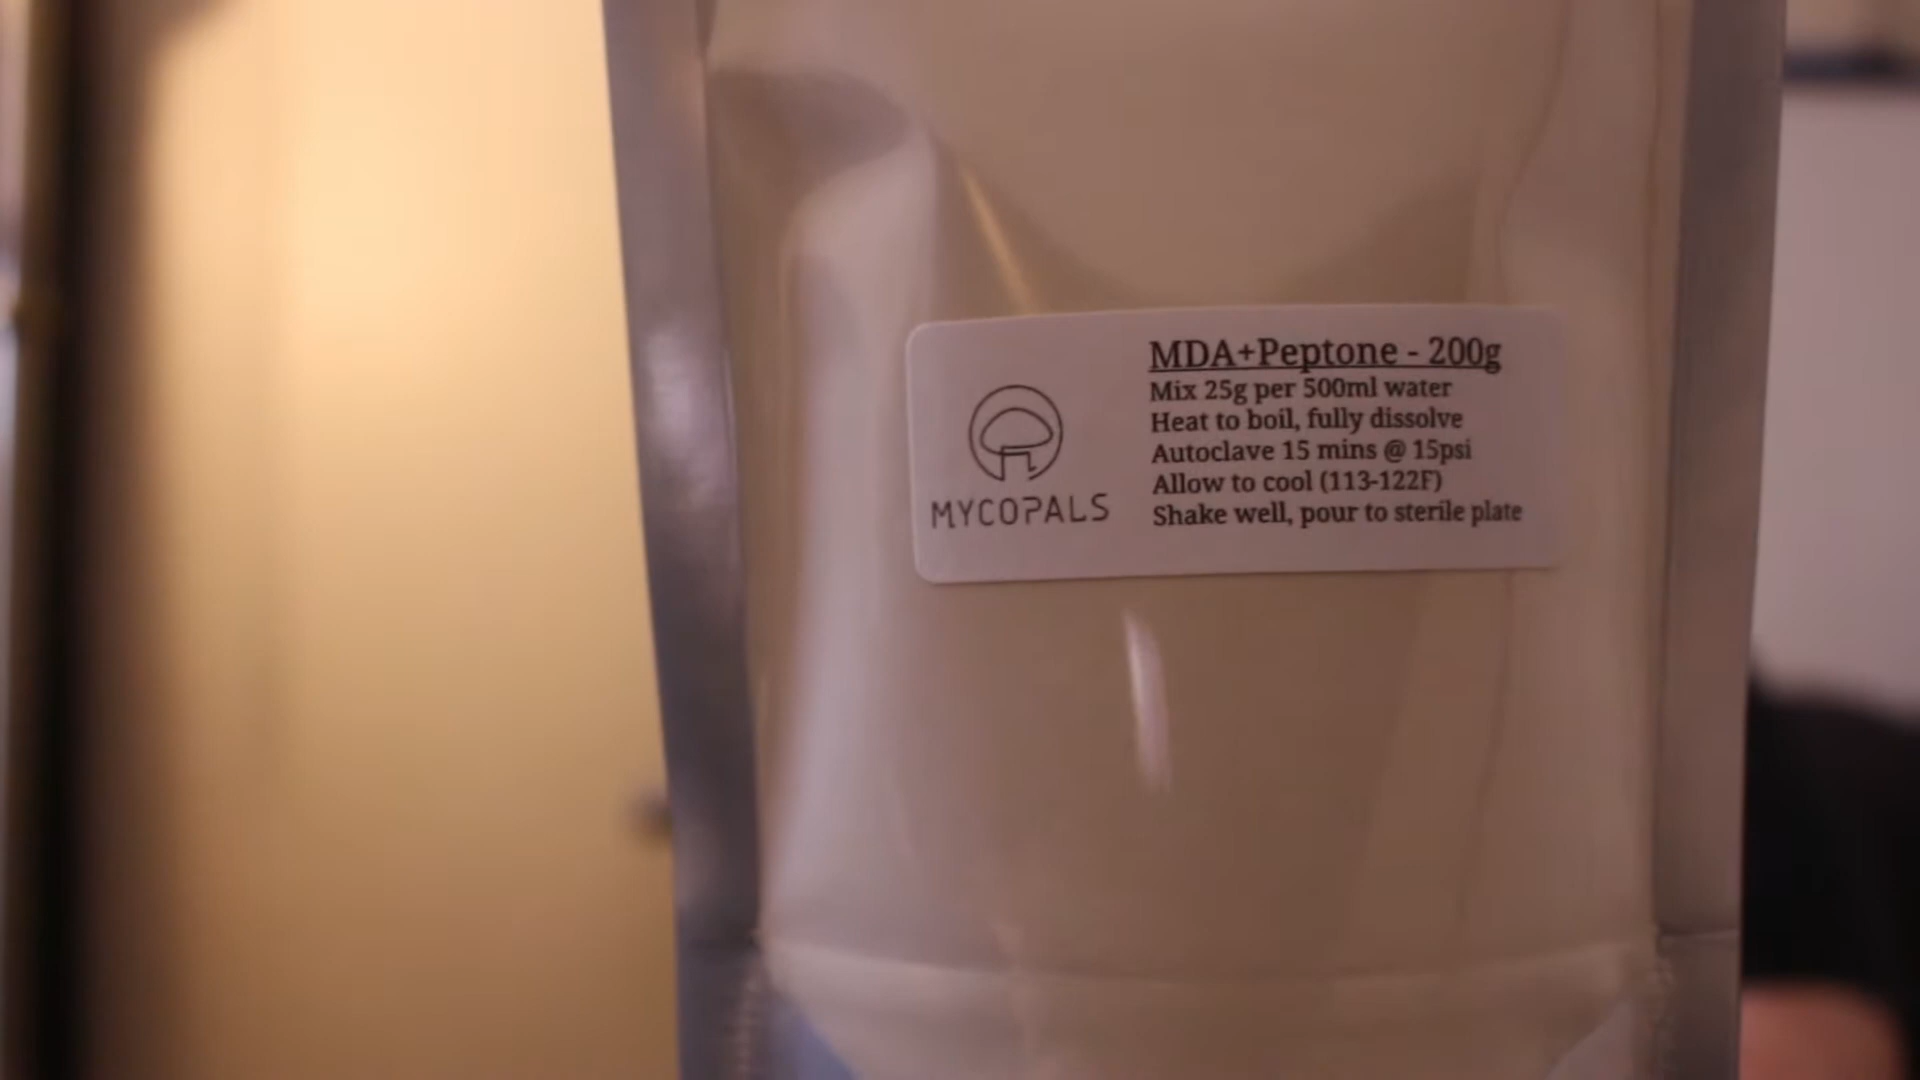 MDA+Peptone - 200g
Mix 25g per 500ml water
Heat to boil, fully dissolve
Autoclave 15 mins @ 15psi
Allow to cool (113-122F)
Shake well, pour to sterile plate
MYCOPALS